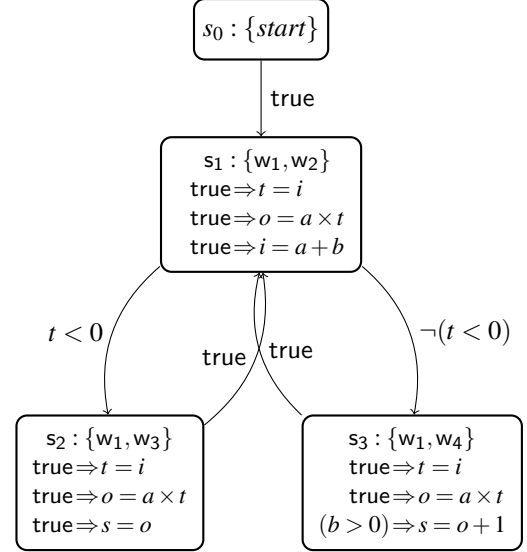 s₀ : {start}
true
s₁ : {w₁, w₂}
true⇒t = i
true⇒o = a × t
true⇒i = a + b
t < 0
true
true
¬(t < 0)
s₂ : {w₁, w₃}
true⇒t = i
true⇒o = a × t
true⇒s = o
s₃ : {w₁, w₄}
true⇒t = i
true⇒o = a × t
(b > 0)⇒s = o + 1